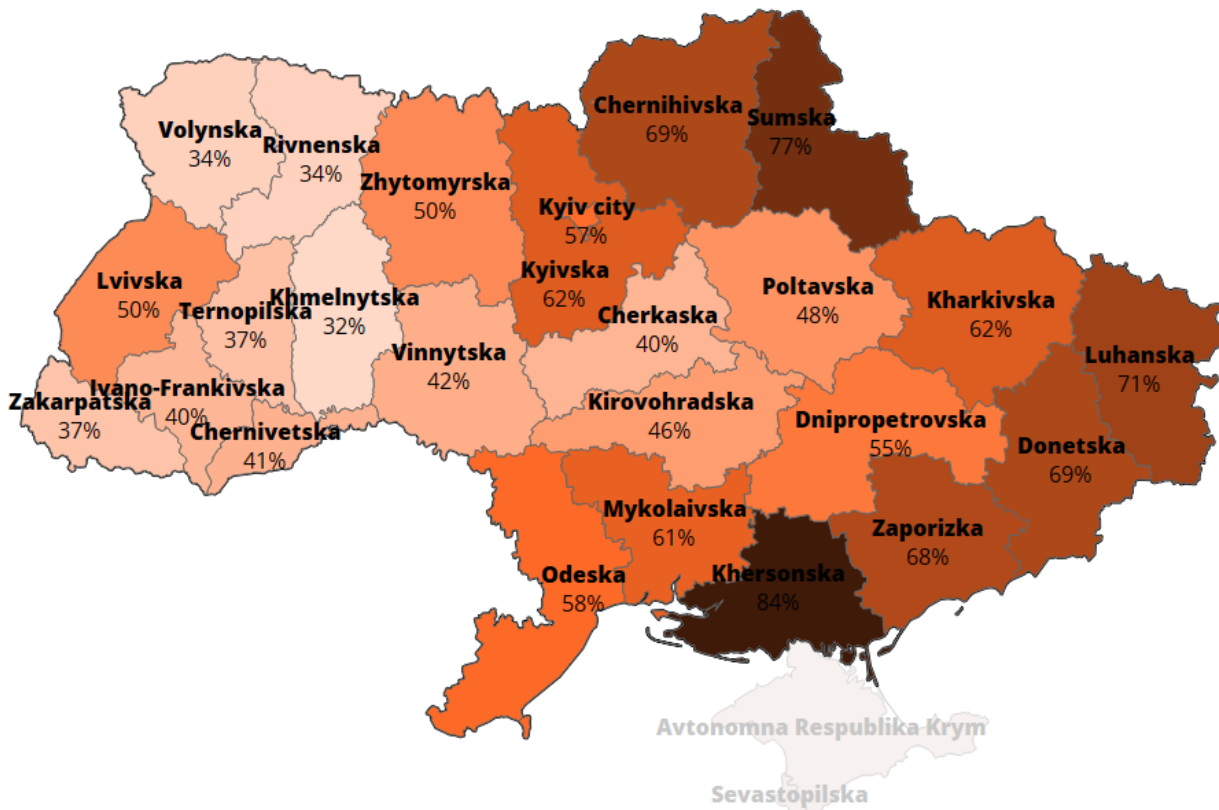 Chernihivska
69%
Sumska
77%
Volynska
34%
Rivnenska
34%
Zhytomyrska
50%
Kyiv city
57%
Kyivska
62%
Lvivska
50%
Ternopilska
37%
Khmelnytska
32%
Poltavska
48%
Kharkivska
62%
Cherkaska
40%
Vinnytska
42%
Luhanska
71%
Ivano-Frankivska
40%
Zakarpatska
37%
Chernivetska
41%
Kirovohradska
46%
Dnipropetrovska
55%
Donetska
69%
Mykolaivska
61%
Zaporizka
68%
Odeska
58%
Khersonska
84%
Avtonomna Respublika Krym
Sevastopilska